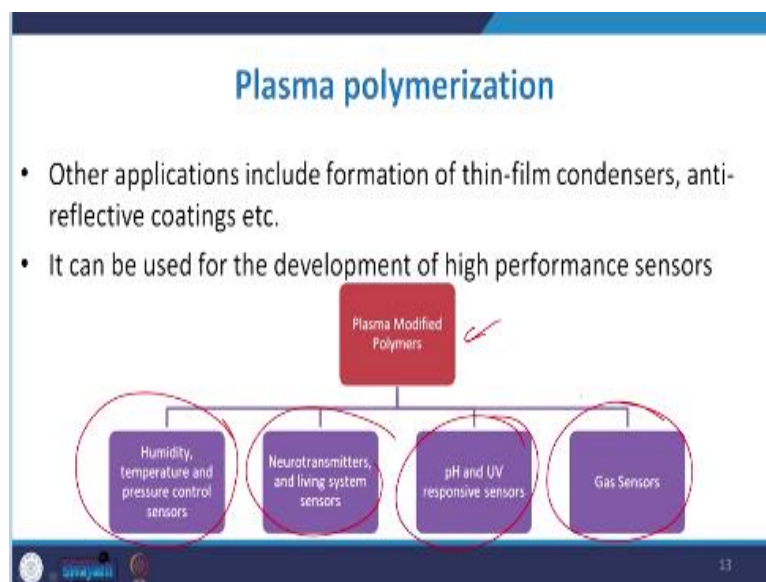 Plasma polymerization
• Other applications include formation of thin-film condensers, anti-
reflective coatings etc.
• It can be used for the development of high performance sensors
Plasma Modified
Polymers
Humidity,
temperature and
pressure control
sensors
Neurotransmitters,
and living system
sensors
pH and UV
responsive sensors
Gas Sensors
swayam
13